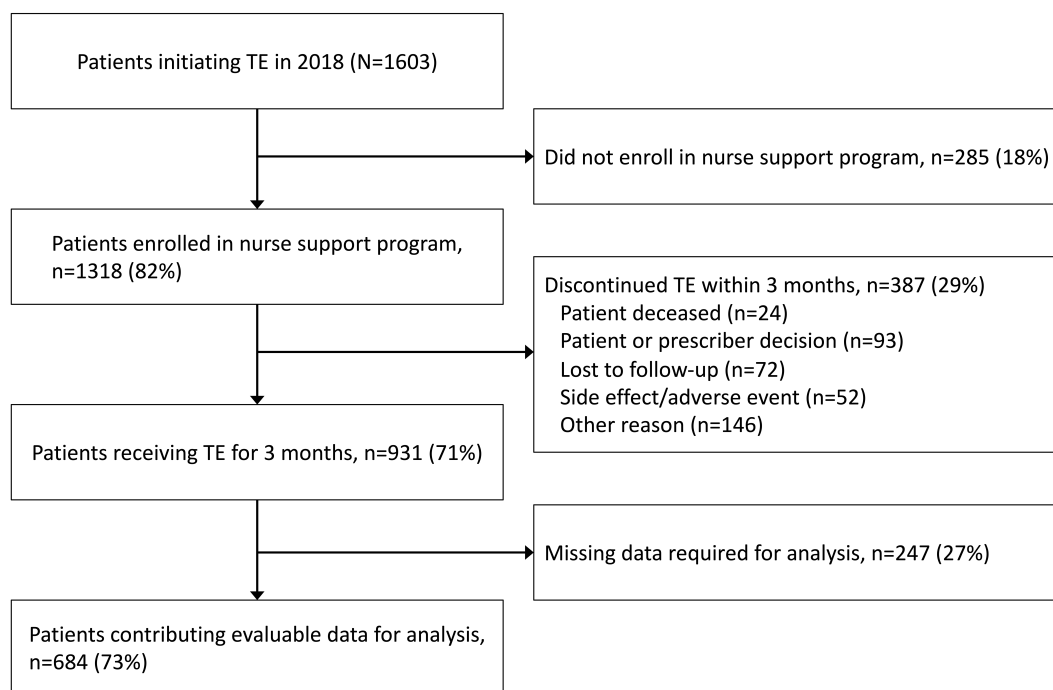 Patients initiating TE in 2018 (N=1603)
Did not enroll in nurse support program, n=285 (18%)
Patients enrolled in nurse support program,
n=1318 (82%)
Discontinued TE within 3 months, n=387 (29%)
Patient deceased (n=24)
Patient or prescriber decision (n=93)
Lost to follow-up (n=72)
Side effect/adverse event (n=52)
Other reason (n=146)
Patients receiving TE for 3 months, n=931 (71%)
Missing data required for analysis, n=247 (27%)
Patients contributing evaluable data for analysis,
n=684 (73%)